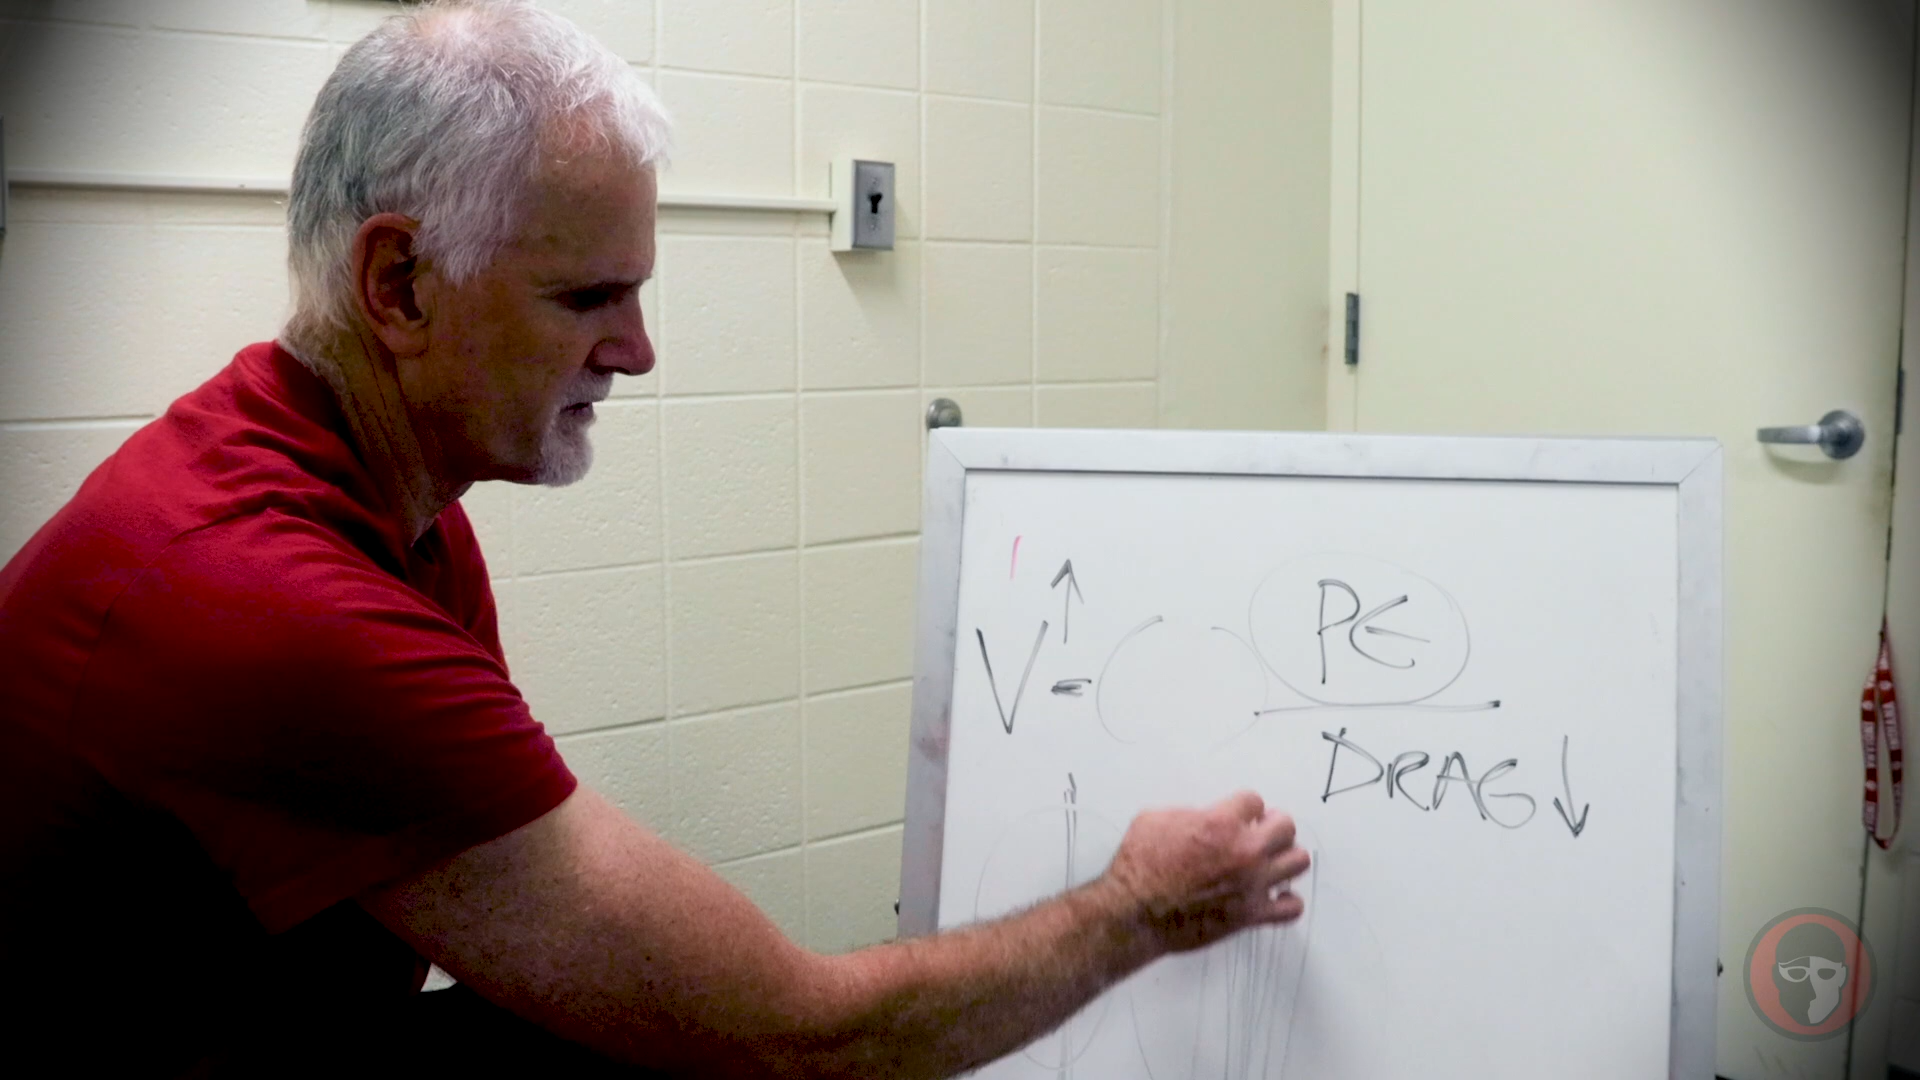 V↑ = ( ) PE
DRAG ↓